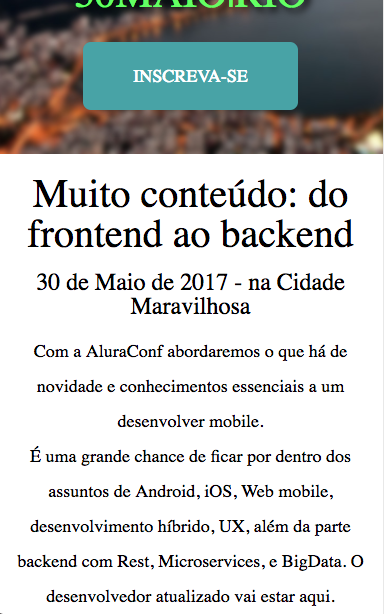 30MAIO|RIO
INSCREVA-SE
Muito conteúdo: do
frontend ao backend
30 de Maio de 2017 - na Cidade
Maravilhosa
Com a AluraConf abordaremos o que há de
novidade e conhecimentos essenciais a um
desenvolver mobile.
É uma grande chance de ficar por dentro dos
assuntos de Android, iOS, Web mobile,
desenvolvimento híbrido, UX, além da parte
backend com Rest, Microservices, e BigData. O
desenvolvedor atualizado vai estar aqui.